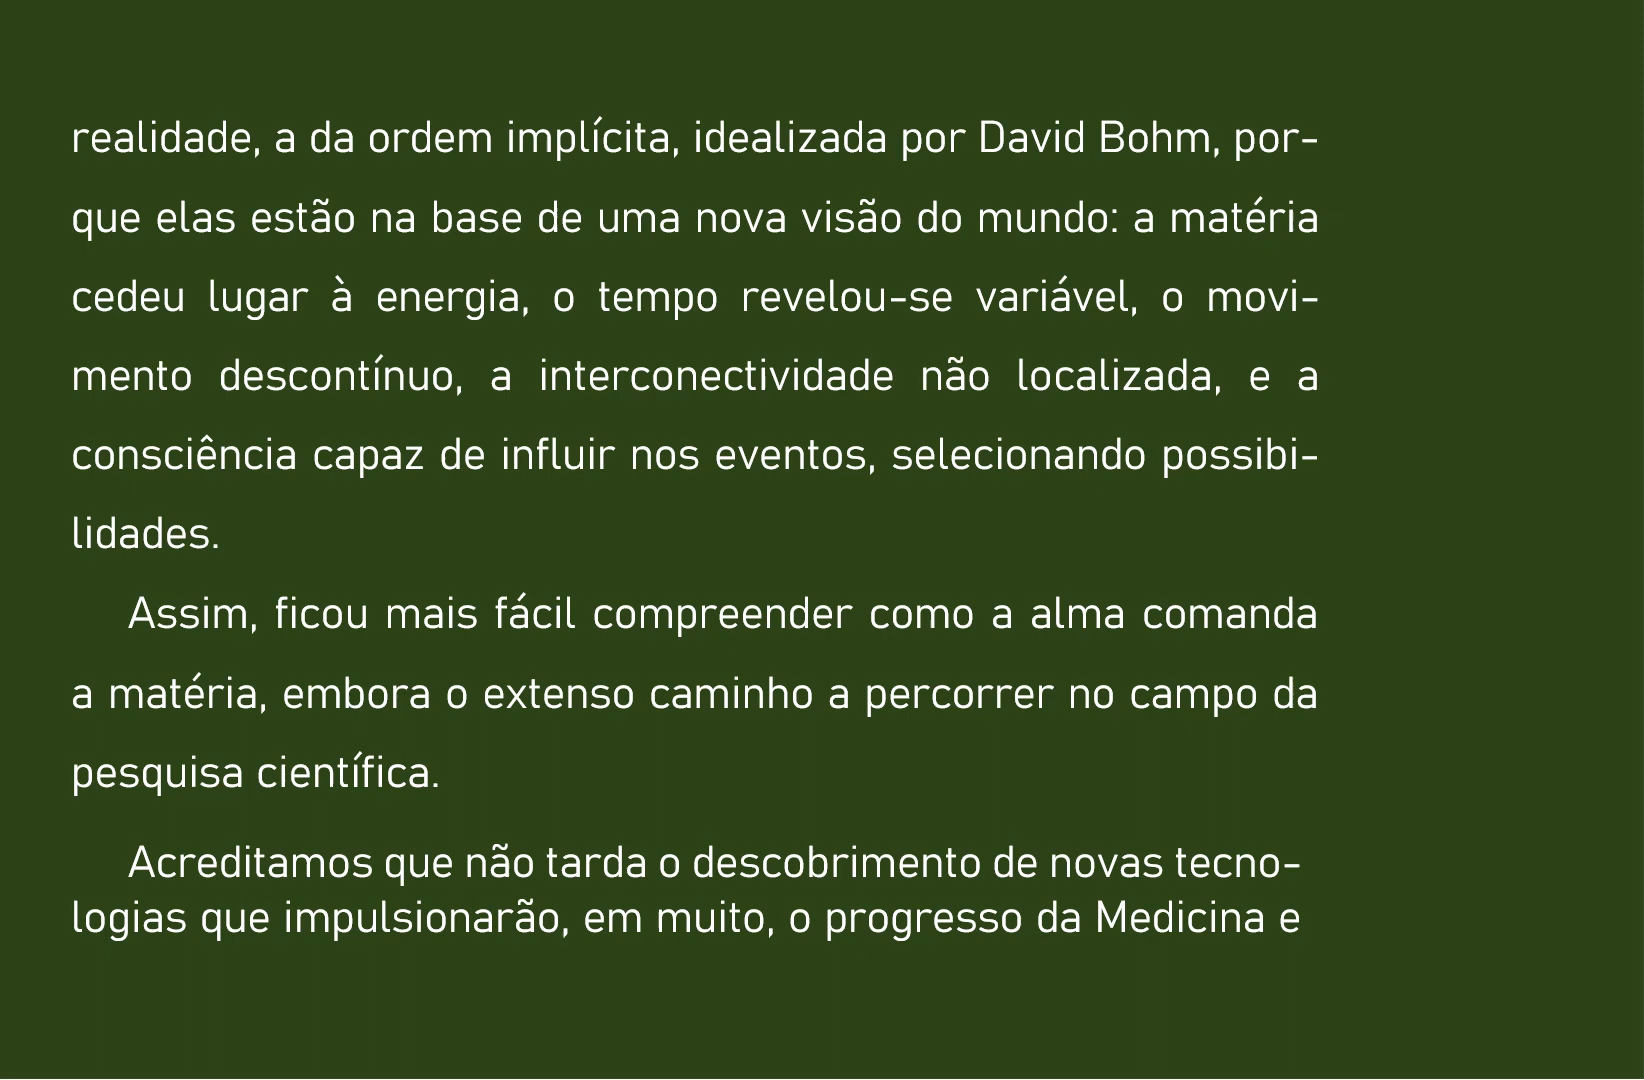 realidade, a da ordem implícita, idealizada por David Bohm, por-
que elas estão na base de uma nova visão do mundo: a matéria
cedeu lugar à energia, o tempo revelou-se variável, o movi-
mento descontínuo, a interconectividade não localizada, e a
consciência capaz de influir nos eventos, selecionando possibi-
lidades.
Assim, ficou mais fácil compreender como a alma comanda
a matéria, embora o extenso caminho a percorrer no campo da
pesquisa científica.
Acreditamos que não tarda o descobrimento de novas tecno-
logias que impulsionarão, em muito, o progresso da Medicina e